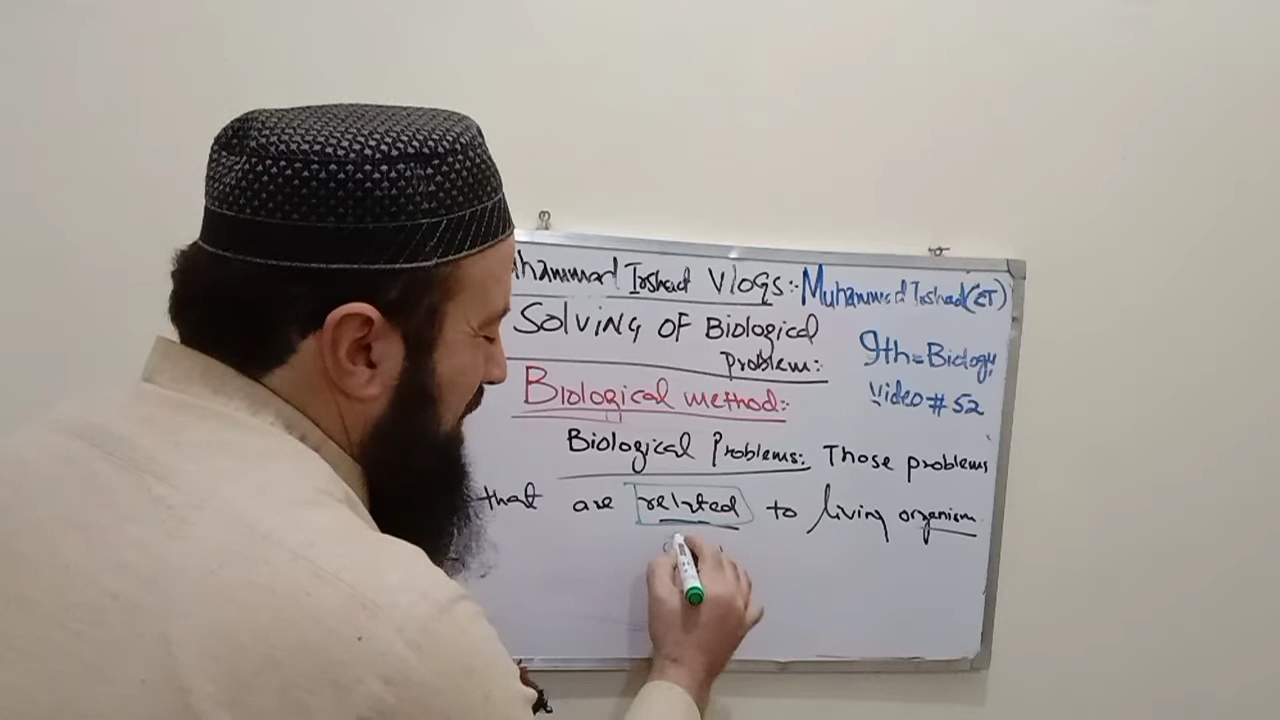 uhammad Irshad Vlogs:- Muhammad Irshad (ET)
Solving of Biological
Problem:
9th=Biology
Video # 52
Biological method:-
Biological Problems: Those problems
that are related to living organism